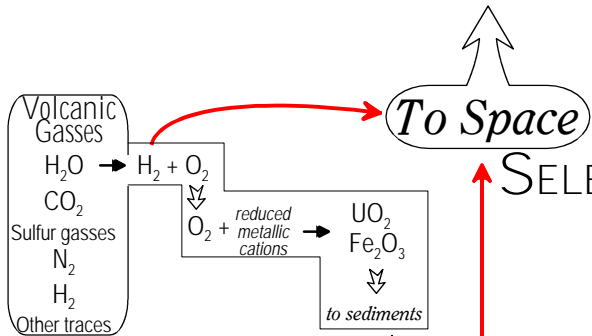 Volcanic
Gasses
H₂O
CO₂
Sulfur gasses
N₂
H₂
Other traces
H₂ + O₂
O₂ + reduced metallic cations
UO₂
Fe₂O₃
to sediments
To Space
SELE